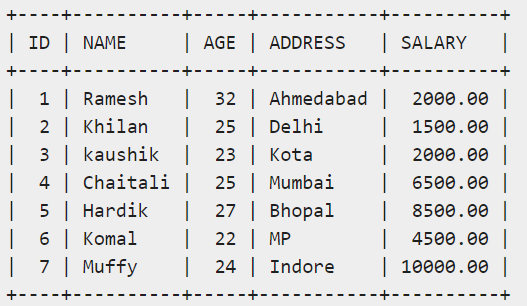 +----+----------+-----+-----------+----------+
| ID | NAME     | AGE | ADDRESS   | SALARY   |
+----+----------+-----+-----------+----------+
|  1 | Ramesh   |  32 | Ahmedabad |  2000.00 |
|  2 | Khilan   |  25 | Delhi     |  1500.00 |
|  3 | kaushik  |  23 | Kota      |  2000.00 |
|  4 | Chaitali |  25 | Mumbai    |  6500.00 |
|  5 | Hardik   |  27 | Bhopal    |  8500.00 |
|  6 | Komal    |  22 | MP        |  4500.00 |
|  7 | Muffy    |  24 | Indore    | 10000.00 |
+----+----------+-----+-----------+----------+